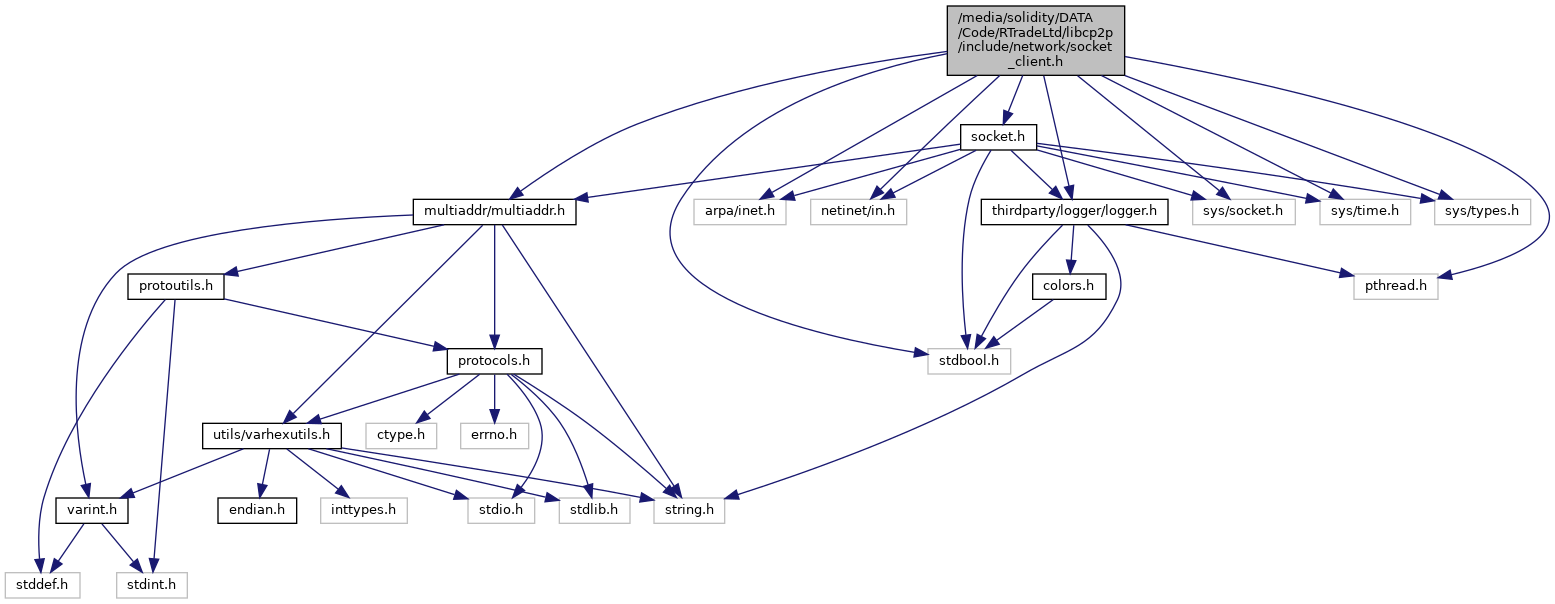 /media/solidity/DATA
/Code/RTradeLtd/libcp2p
/include/network/socket
_client.h
socket.h
multiaddr/multiaddr.h
arpa/inet.h
netinet/in.h
thirdparty/logger/logger.h
sys/socket.h
sys/time.h
sys/types.h
protoutils.h
colors.h
pthread.h
protocols.h
stdbool.h
utils/varhexutils.h
ctype.h
errno.h
varint.h
endian.h
inttypes.h
stdio.h
stdlib.h
string.h
stddef.h
stdint.h